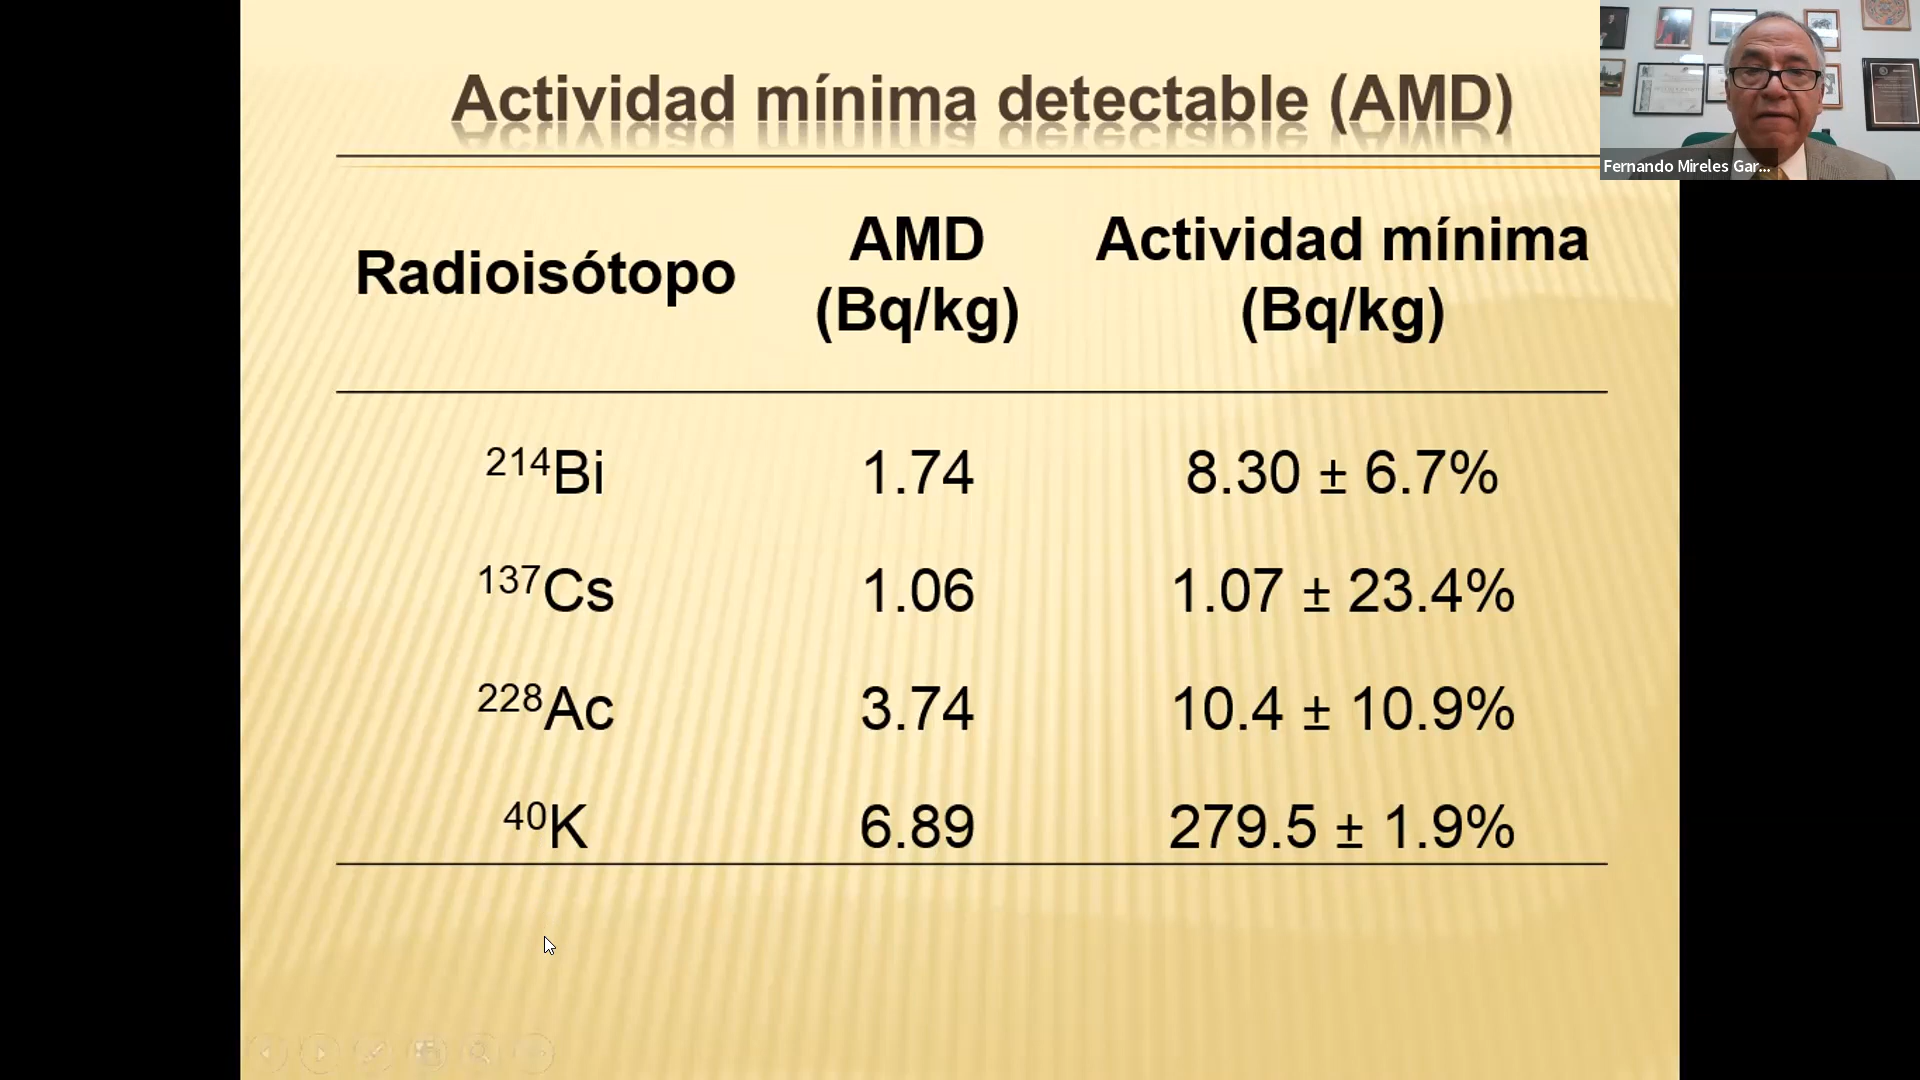 Actividad mínima detectable (AMD)
Fernando Mireles Gar...
Radioisótopo
AMD
(Bq/kg)
Actividad mínima
(Bq/kg)
²¹⁴Bi 1.74 8.30 ± 6.7%
¹³⁷Cs 1.06 1.07 ± 23.4%
²²⁸Ac 3.74 10.4 ± 10.9%
⁴⁰K 6.89 279.5 ± 1.9%